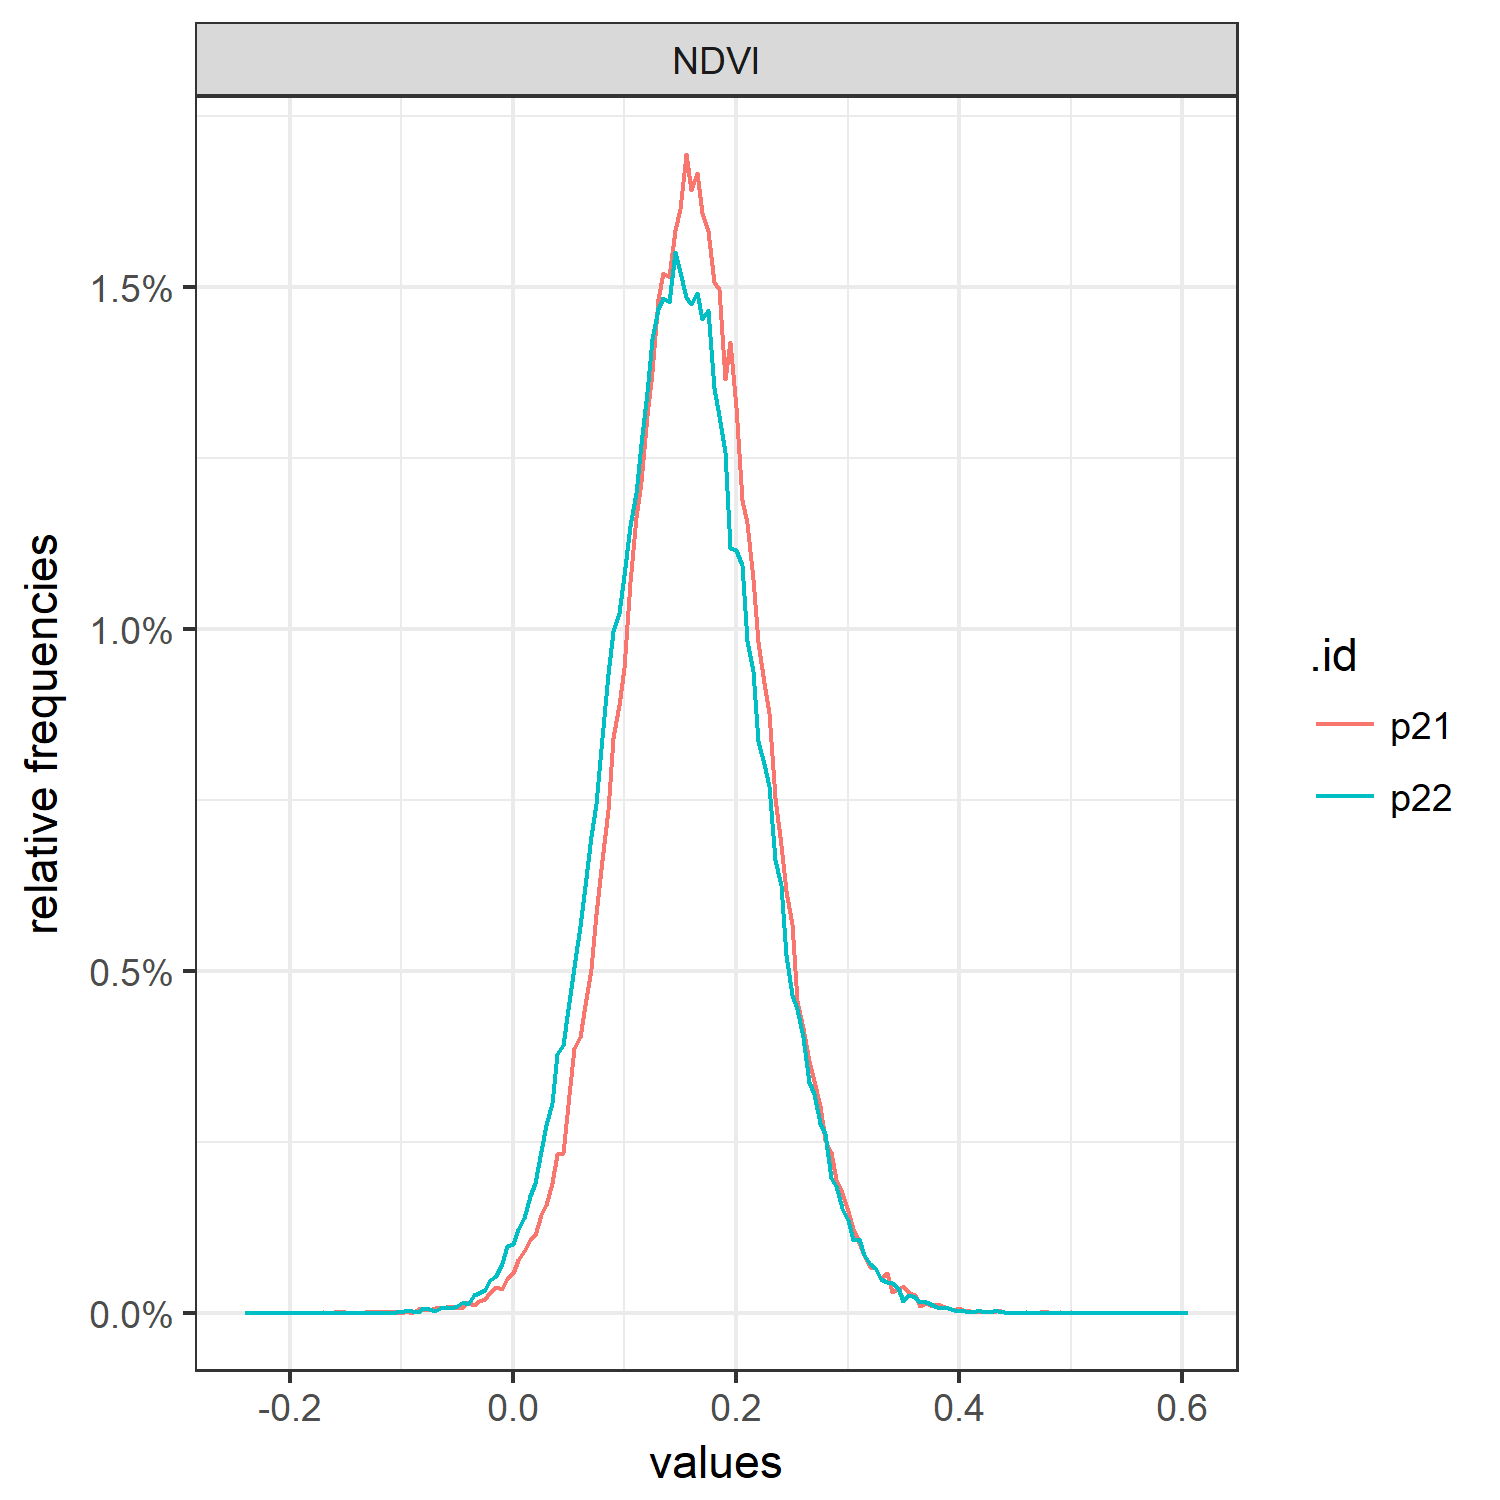 NDVI
relative frequencies
1.5%
1.0%
0.5%
0.0%
-0.2
0.0
0.2
0.4
0.6
values
.id
p21
p22